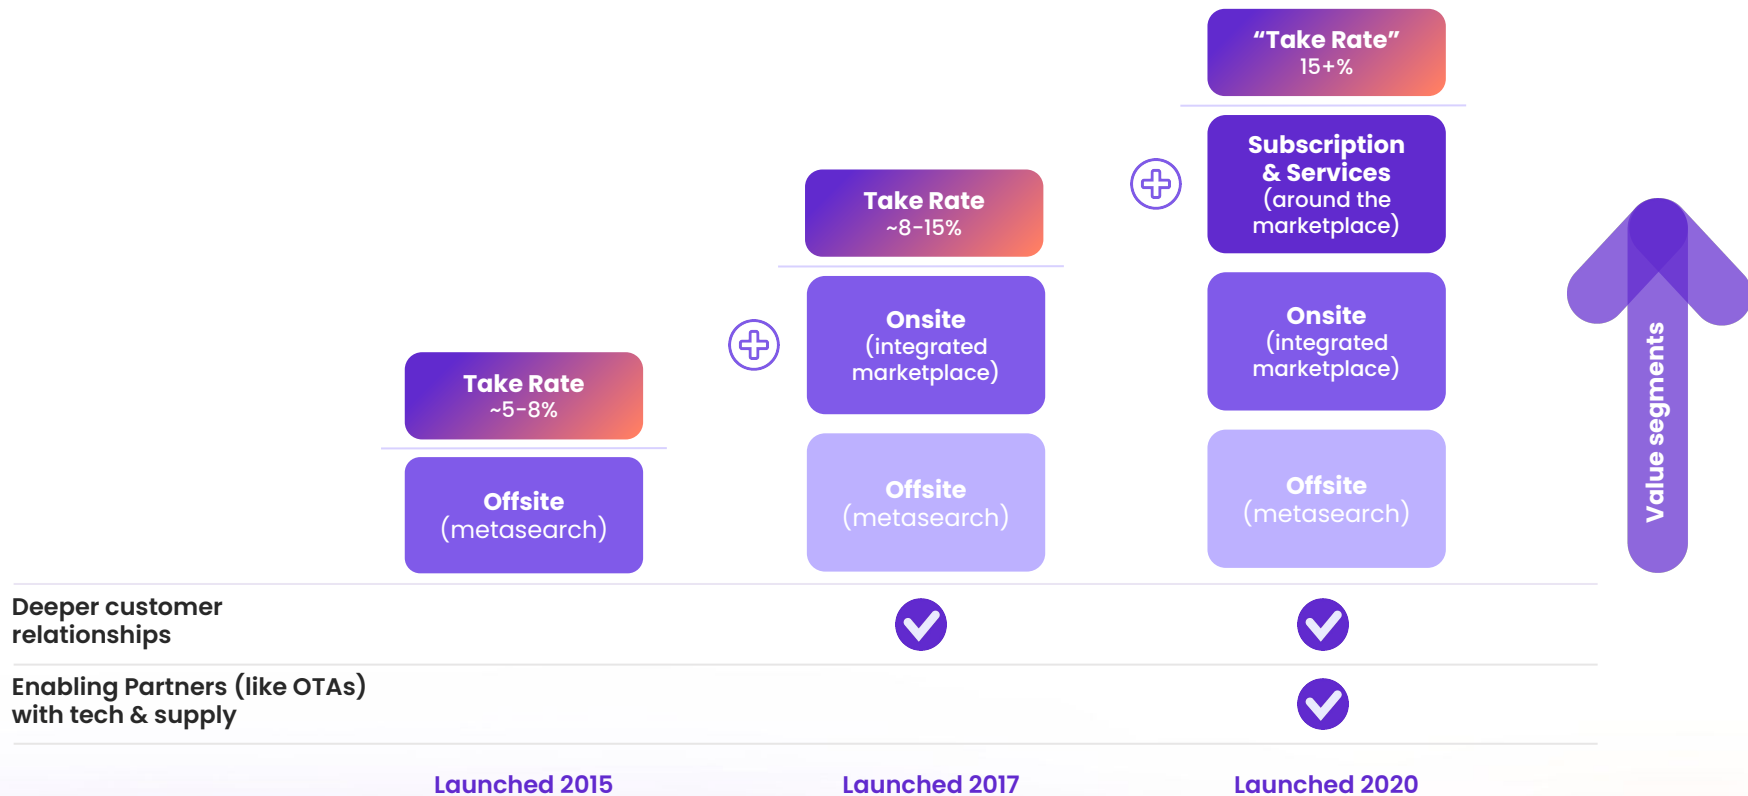 “Take Rate”
15+%
Subscription
& Services
(around the
marketplace)
Take Rate
~8-15%
Onsite
(integrated
marketplace)
Onsite
(integrated
marketplace)
Take Rate
~5-8%
Offsite
(metasearch)
Offsite
(metasearch)
Offsite
(metasearch)
Value segments
Deeper customer
relationships
Enabling Partners (like OTAs)
with tech & supply
Launched 2015
Launched 2017
Launched 2020